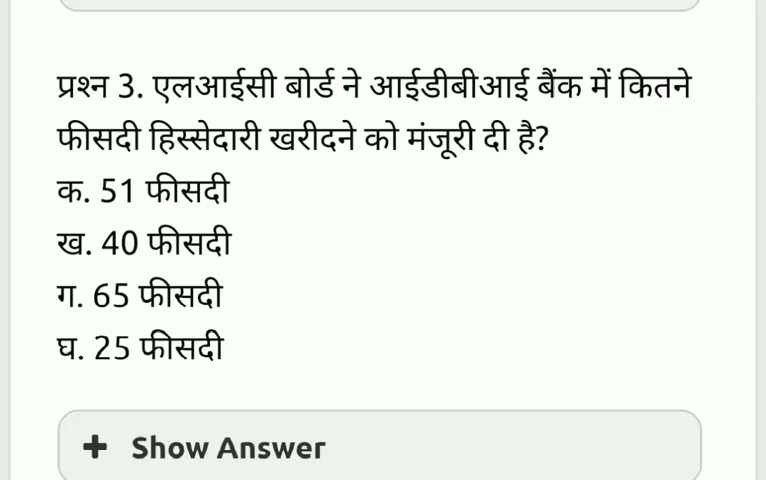 प्रश्न 3. एलआईसी बोर्ड ने आईडीबीआई बैंक में कितने
फीसदी हिस्सेदारी खरीदने को मंजूरी दी है?
क. 51 फीसदी
ख. 40 फीसदी
ग. 65 फीसदी
घ. 25 फीसदी
+ Show Answer